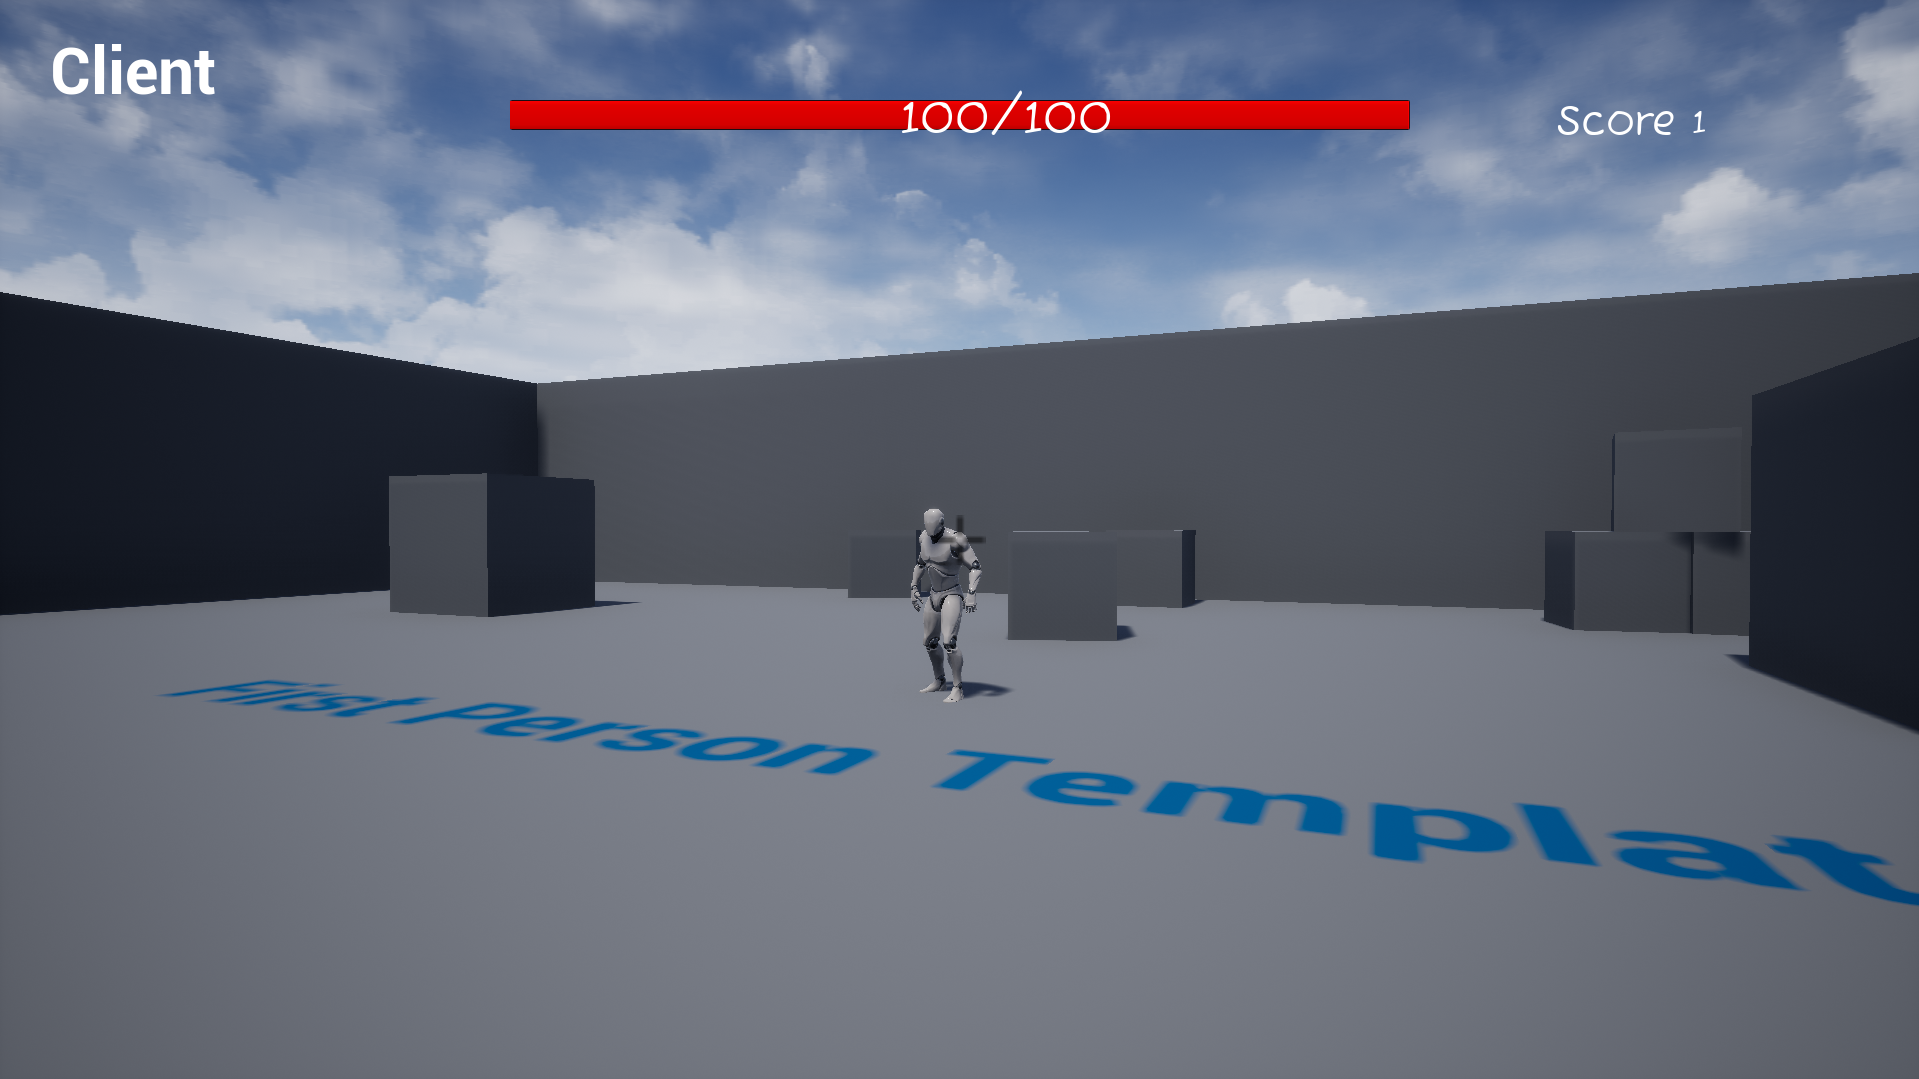 Client
100/100
Score 1
First Person Templat